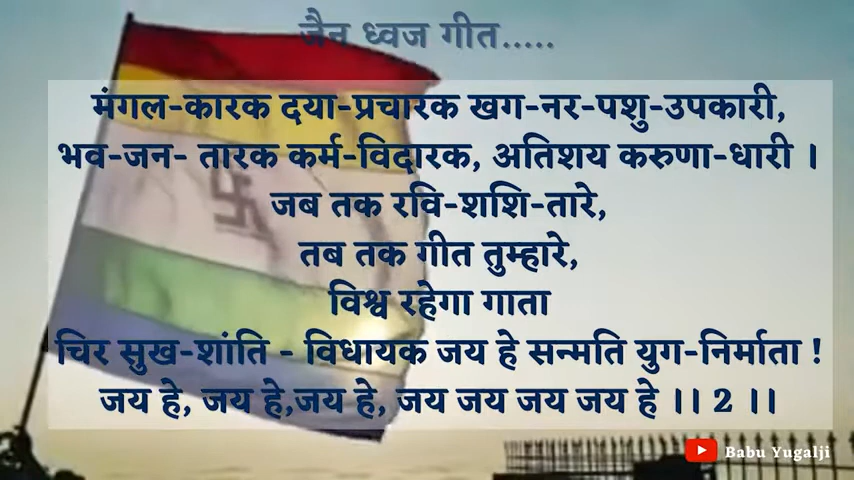 जैन ध्वज गीत.....
मंगल-कारक दया-प्रचारक खग-नर-पशु-उपकारी,
भव-जन- तारक कर्म-विदारक, अतिशय करुणा-धारी ।
जब तक रवि-शशि-तारे,
तब तक गीत तुम्हारे,
विश्व रहेगा गाता
चिर सुख-शांति - विधायक जय हे सन्मति युग-निर्माता !
जय हे, जय हे,जय हे, जय जय जय जय हे ।। 2 ।।
Babu Yugalji